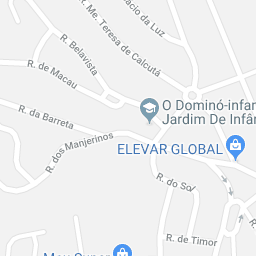 R. Me. Teresa de Calcutá
da Luz
R. Belavista
R. de Macau
O Dominó-infan
Jardim De Infân
R. da Barreta
R. dos Manjerinos
ELEVAR GLOBAL
R. do Sol
R. de Timor